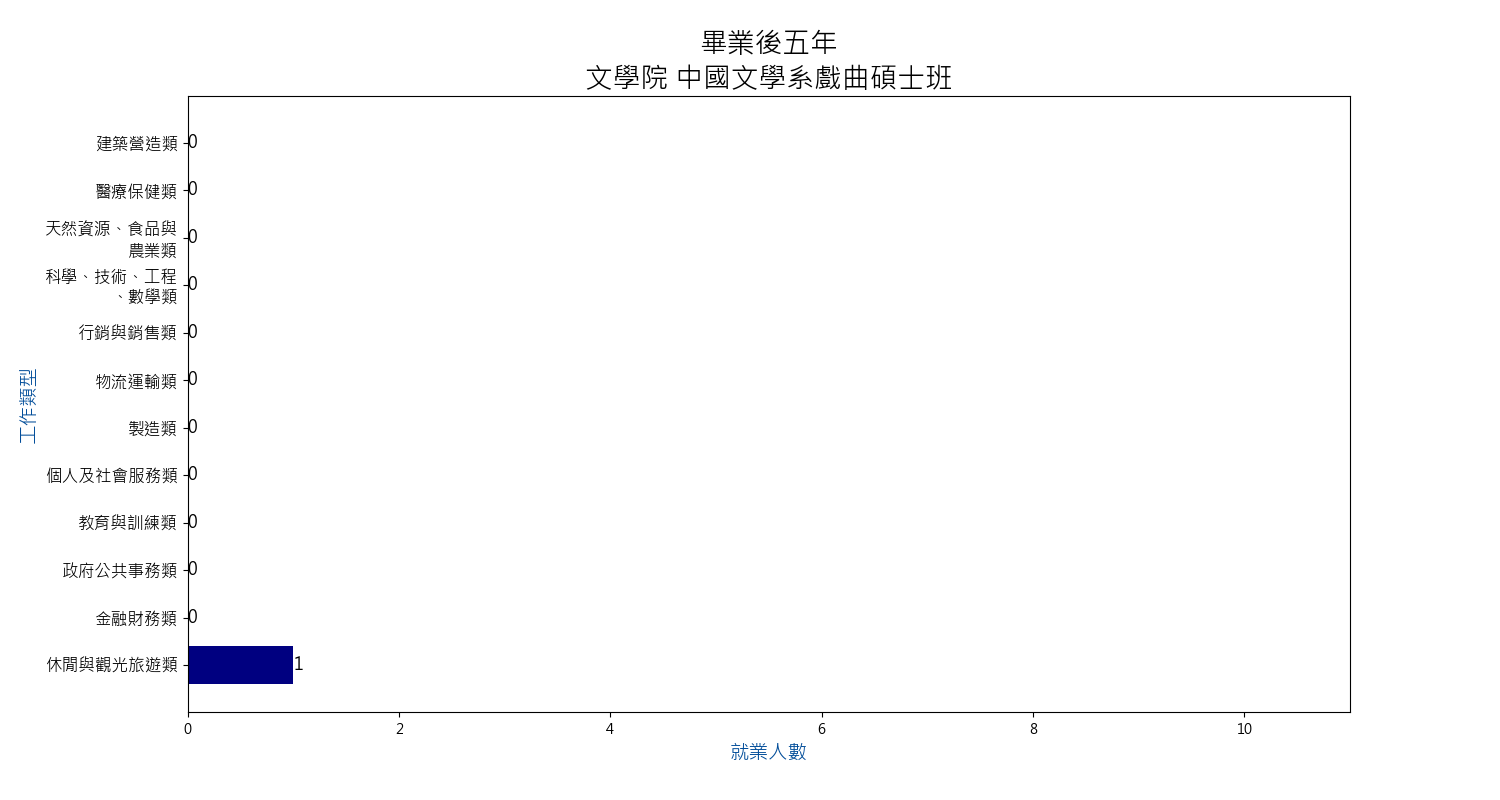 畢業後五年
文學院 中國文學系戲曲碩士班
建築營造類 0
醫療保健類 0
天然資源、食品與
農業類 0
科學、技術、工程
、數學類 0
行銷與銷售類 0
物流運輸類 0
製造類 0
個人及社會服務類 0
教育與訓練類 0
政府公共事務類 0
金融財務類 0
休閒與觀光旅遊類 1
工作類型
0 2 4 6 8 10
就業人數